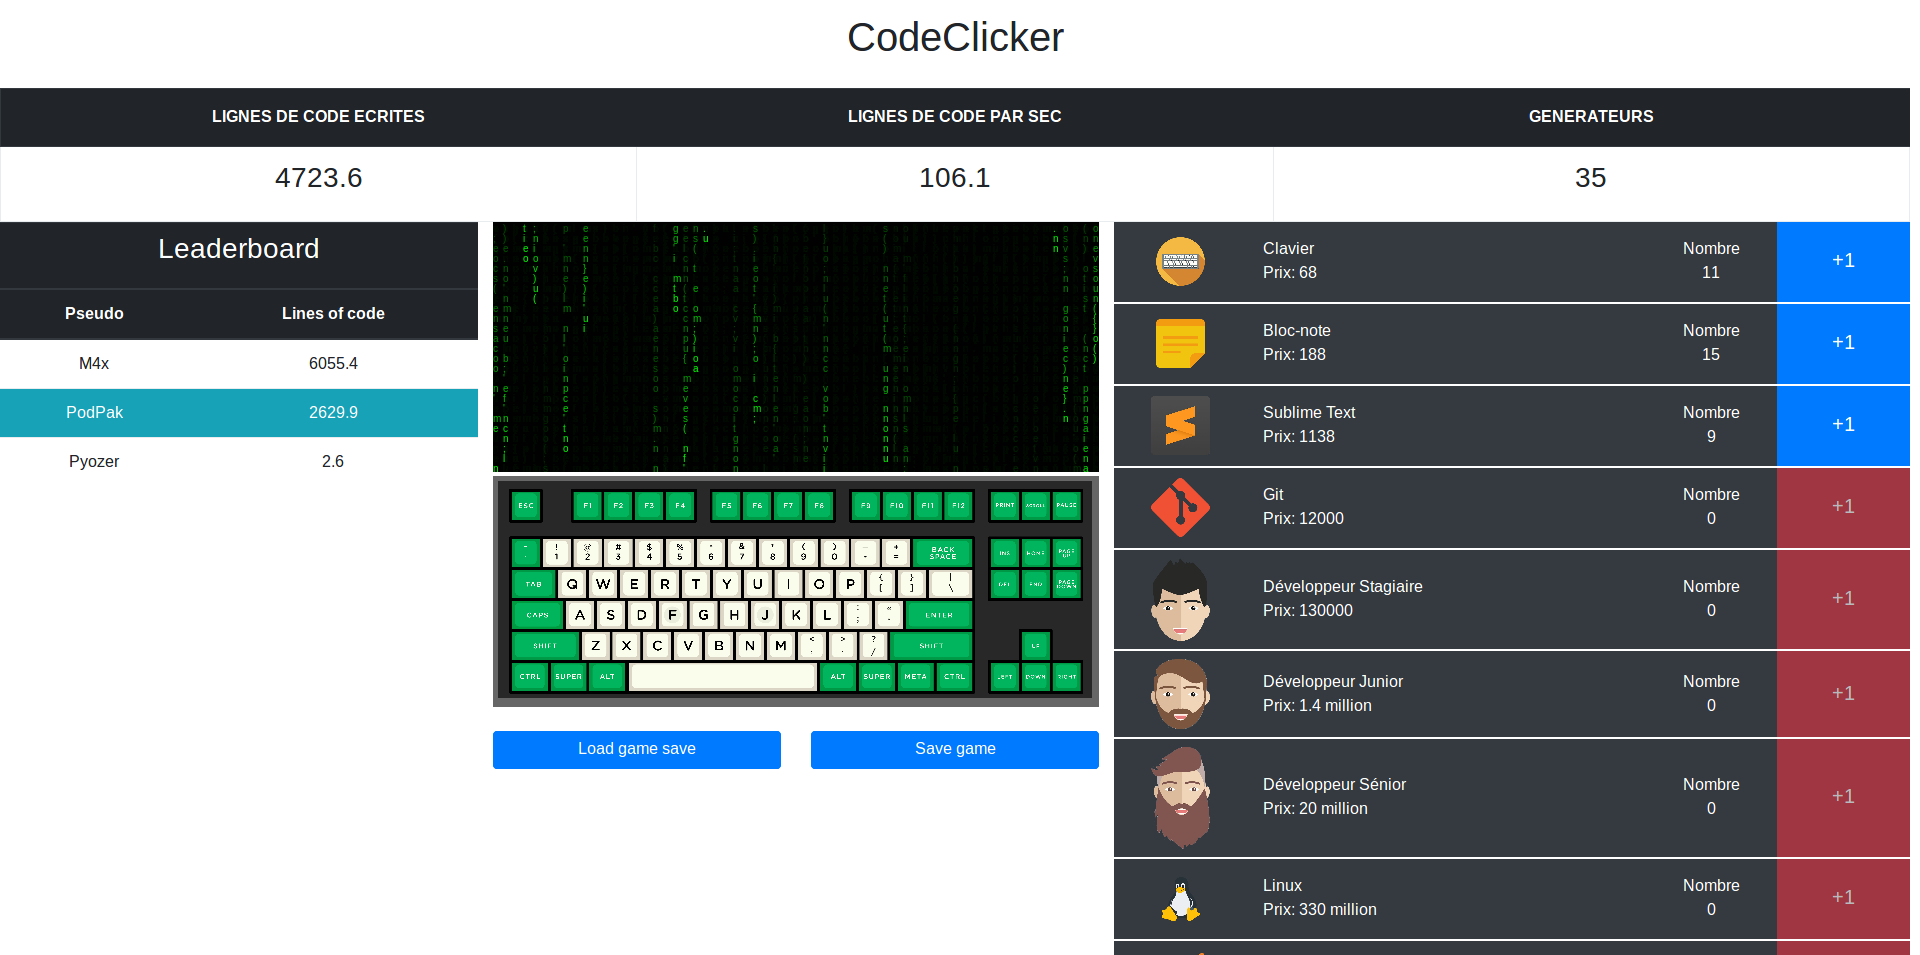 CodeClicker
LIGNES DE CODE ECRITES
LIGNES DE CODE PAR SEC
GENERATEURS
4723.6
106.1
35
Leaderboard
Pseudo Lines of code
M4x 6055.4
PodPak 2629.9
Pyozer 2.6
ESC F1 F2 F3 F4 F5 F6 F7 F8 F9 F10 F11 F12 PRINT SCROLL PAUSE
! @ # $ % ^ & * ( ) – +
1 2 3 4 5 6 7 8 9 0 - = BACK SPACE INS HOME PAGE UP
TAB Q W E R T Y U I O P { [ } ] | \ DEL END PAGE DOWN
CAPS A S D F G H J K L : ; ENTER
SHIFT Z X C V B N M < > ? / SHIFT UP
CTRL SUPER ALT ALT SUPER META CTRL LEFT DOWN RIGHT
Load game save
Save game
Clavier
Prix: 68
Nombre
11
+1
Bloc-note
Prix: 188
Nombre
15
+1
Sublime Text
Prix: 1138
Nombre
9
+1
Git
Prix: 12000
Nombre
0
+1
Développeur Stagiaire
Prix: 130000
Nombre
0
+1
Développeur Junior
Prix: 1.4 million
Nombre
0
+1
Développeur Sénior
Prix: 20 million
Nombre
0
+1
Linux
Prix: 330 million
Nombre
0
+1